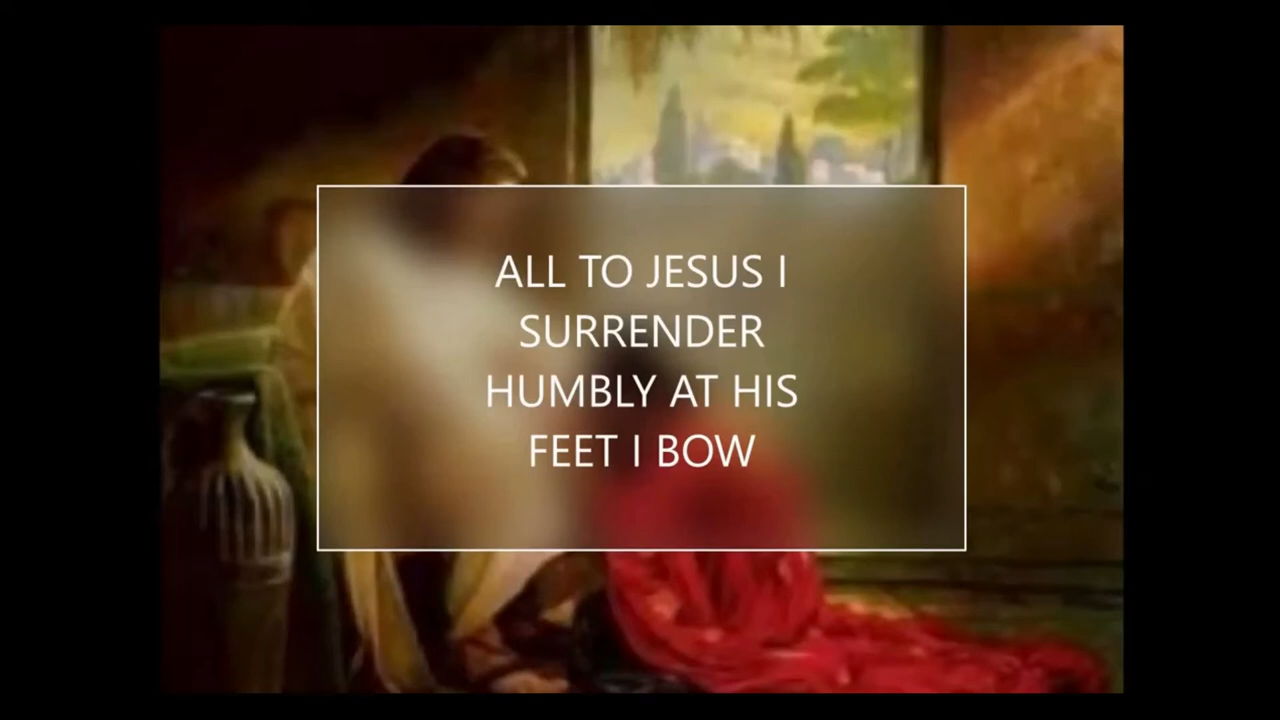 ALL TO JESUS I
SURRENDER
HUMBLY AT HIS
FEET I BOW